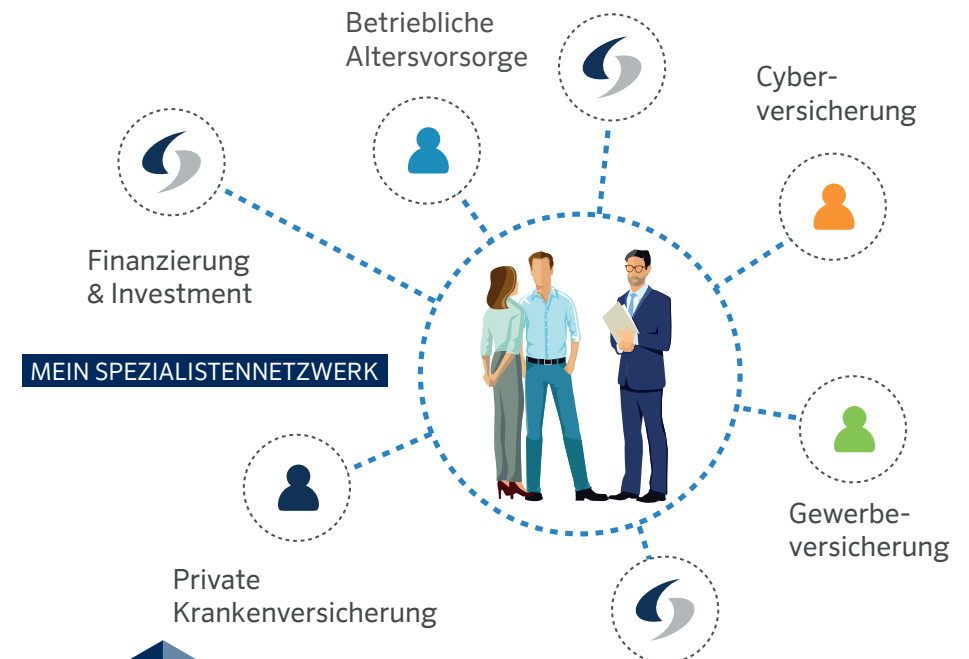 Betriebliche
Altersvorsorge
Cyber-
versicherung
Finanzierung
& Investment
MEIN SPEZIALISTENNETZWERK
Gewerbe-
versicherung
Private
Krankenversicherung